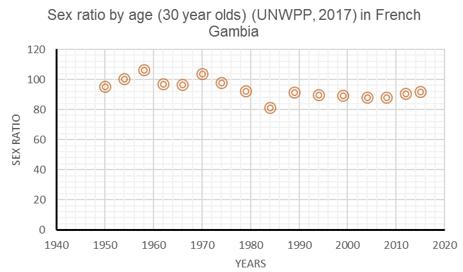 Sex ratio by age (30 year olds) (UNWPP, 2017) in French
Gambia
120
100
80
60
40
20
0
SEX RATIO
1940 1950 1960 1970 1980 1990 2000 2010 2020
YEARS